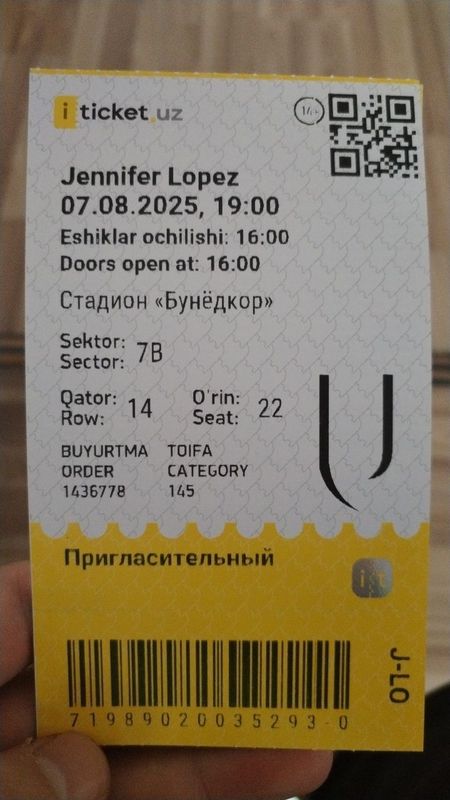 iticket.uz
14+
Jennifer Lopez
07.08.2025, 19:00
Eshiklar ochilishi: 16:00
Doors open at: 16:00
Стадион «Бунёдкор»
Sektor:
Sector: 7B
Qator: O'rin:
Row: 14 Seat: 22
BUYURTMA TOIFA
ORDER CATEGORY
1436778 145
Пригласительный
it
J-LO
71989020035293-0